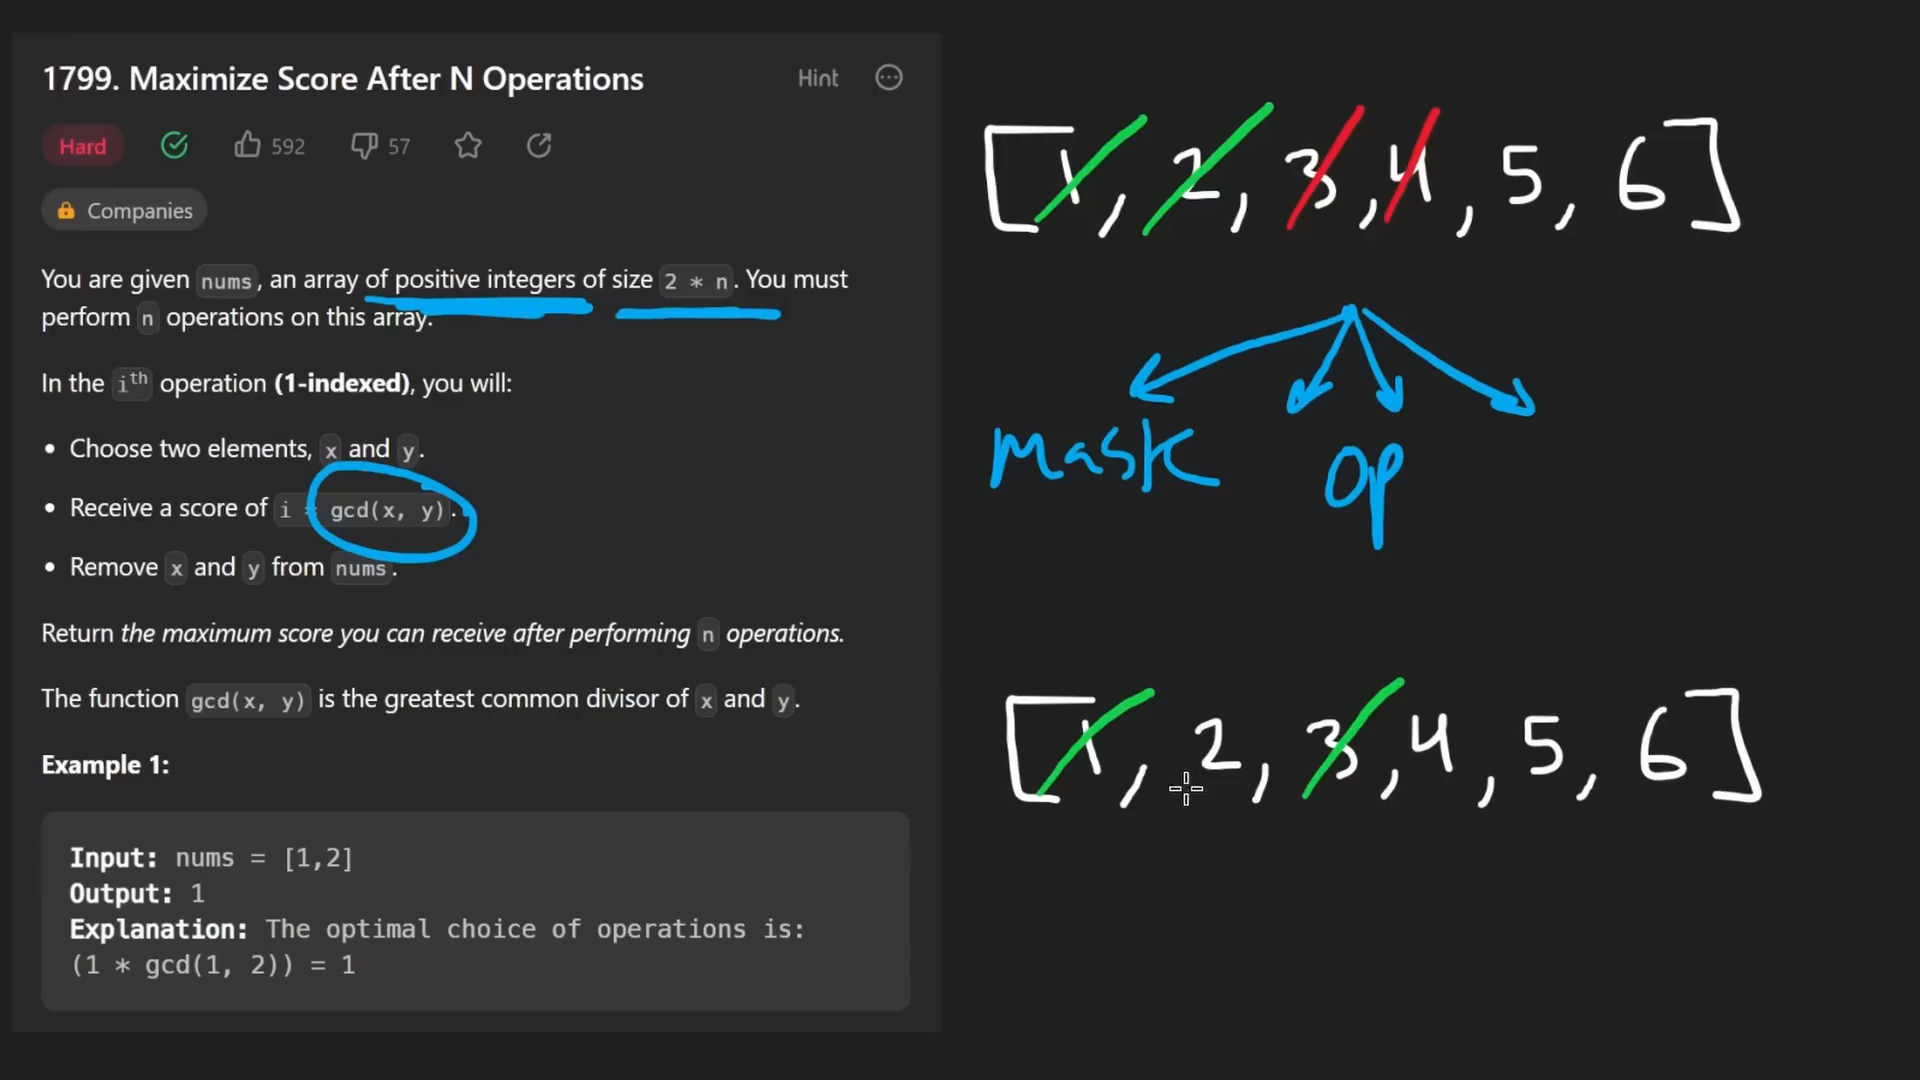 1799. Maximize Score After N Operations
Hint
Hard
592
57
Companies
You are given nums, an array of positive integers of size 2 * n. You must
perform n operations on this array.
In the ith operation (1-indexed), you will:
• Choose two elements, x and y.
• Receive a score of i * gcd(x, y).
• Remove x and y from nums.
Return the maximum score you can receive after performing n operations.
The function gcd(x, y) is the greatest common divisor of x and y.
Example 1:
Input: nums = [1,2]
Output: 1
Explanation: The optimal choice of operations is:
(1 * gcd(1, 2)) = 1
[1, 2, 3, 4, 5, 6]
mask
op
[1, 2, 3, 4, 5, 6]